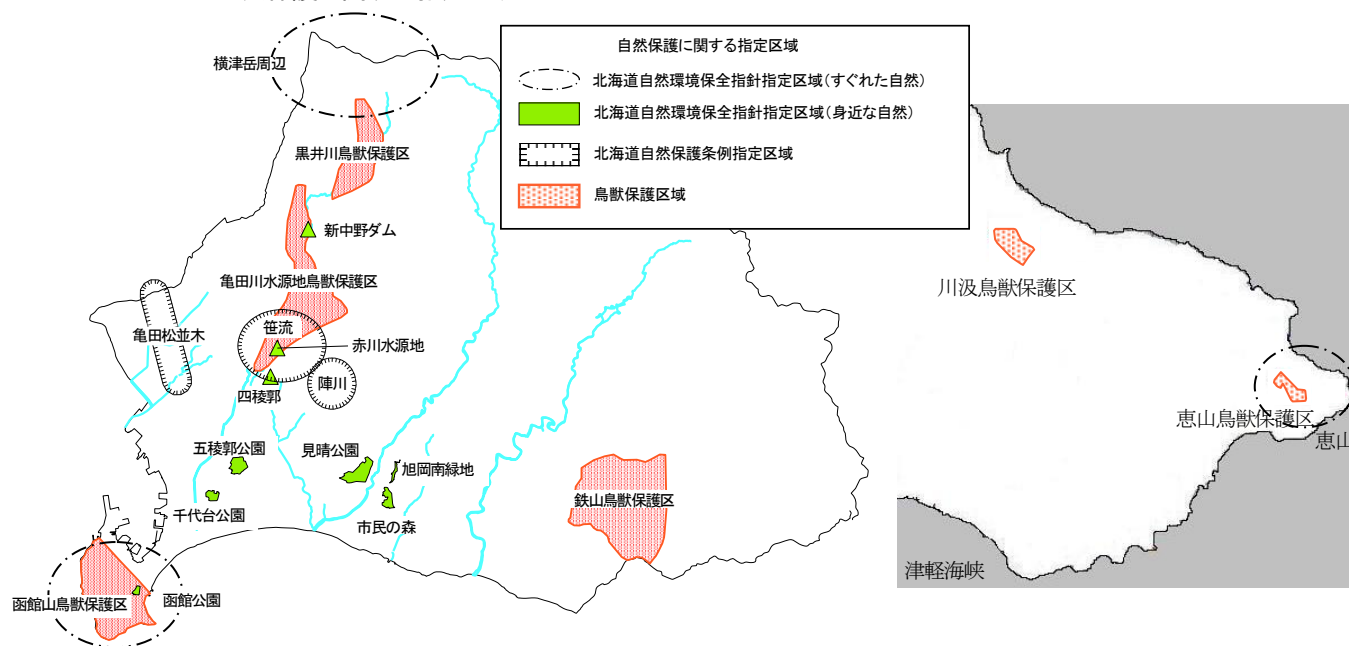 自然保護に関する指定区域
北海道自然環境保全指針指定区域(すぐれた自然)
北海道自然環境保全指針指定区域(身近な自然)
北海道自然保護条例指定区域
鳥獣保護区域
横津岳周辺
黒井川鳥獣保護区
新中野ダム
亀田川水源地鳥獣保護区
亀田松並木
笹流
赤川水源地
陣川
四稜郭
五稜郭公園
見晴公園
旭岡南緑地
千代台公園
市民の森
鉄山鳥獣保護区
函館山鳥獣保護区
函館公園
川汲鳥獣保護区
恵山鳥獣保護区
恵山
津軽海峡